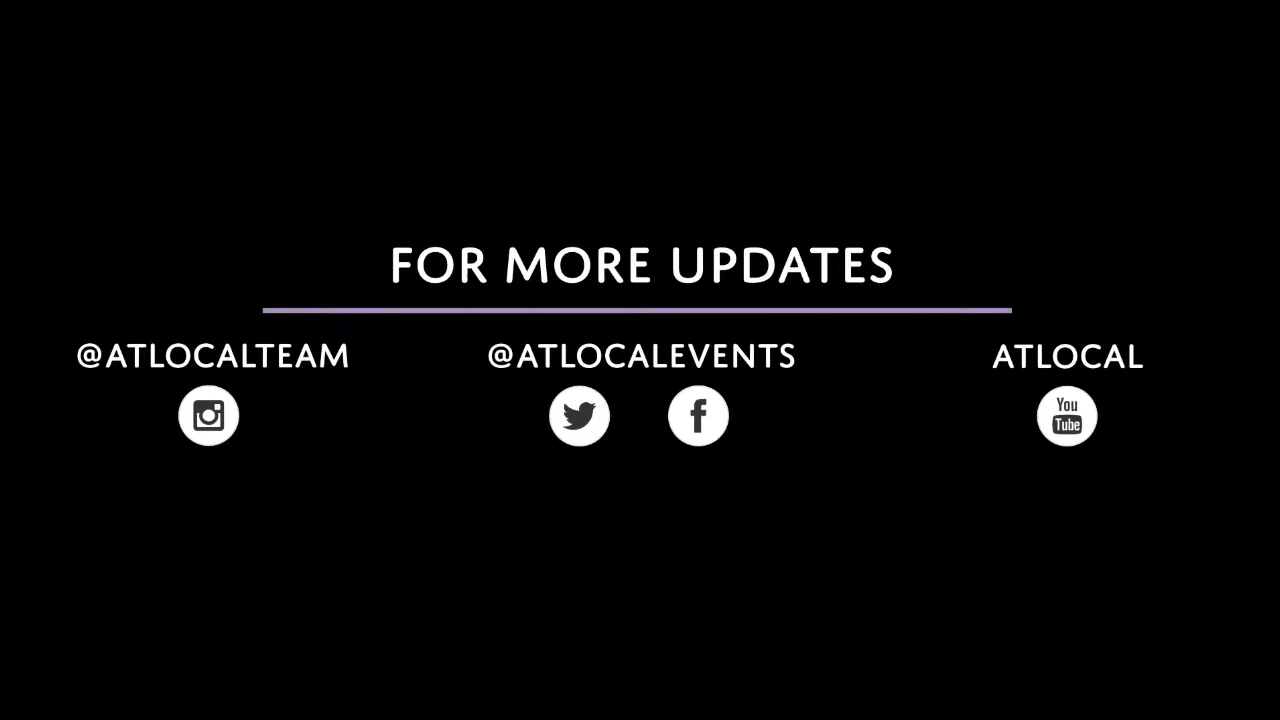 FOR MORE UPDATES
@ATLOCALTEAM
@ATLOCALEVENTS
ATLOCAL
You
Tube